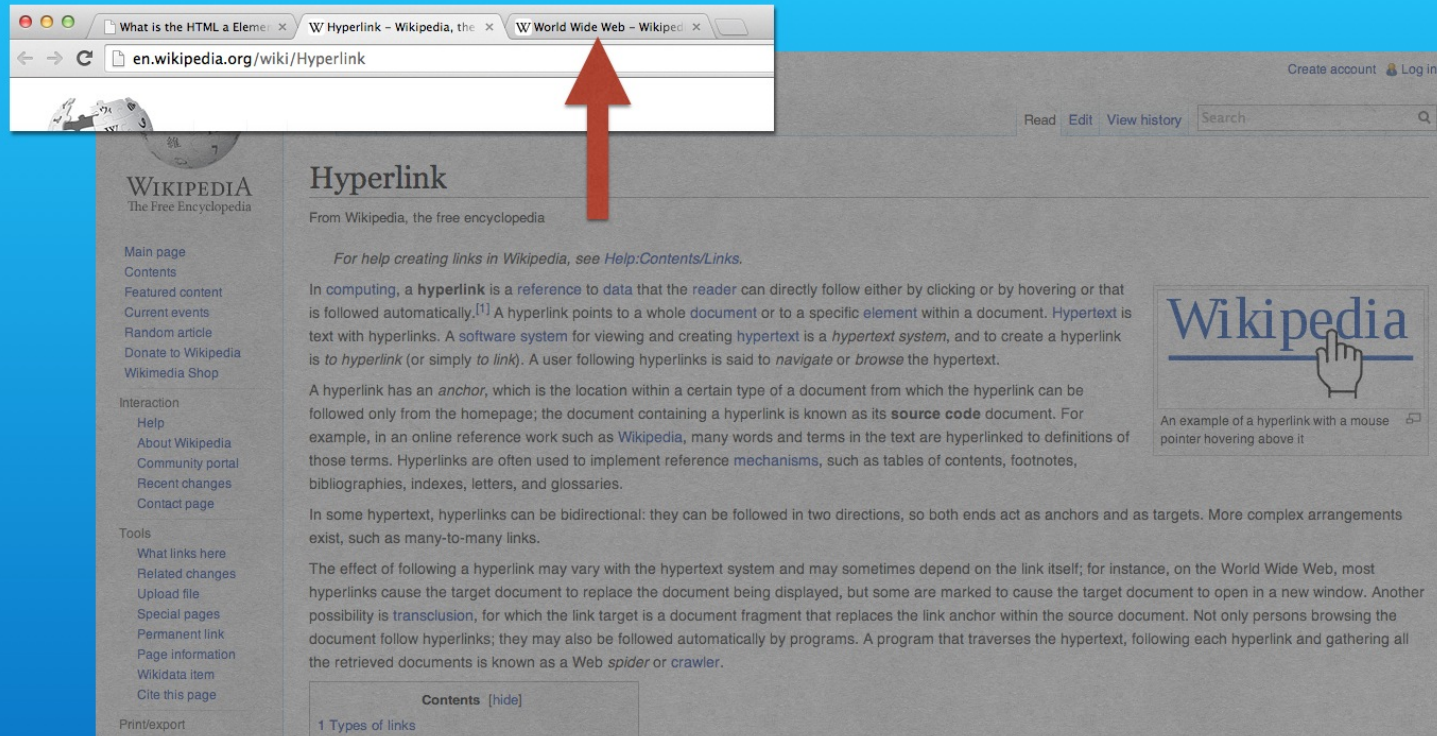 What is the HTML a Elemen
Hyperlink – Wikipedia, the
World Wide Web – Wikiped
en.wikipedia.org/wiki/Hyperlink
Create account Log in
Read Edit View history Search
WIKIPEDIA
The Free Encyclopedia
Main page
Contents
Featured content
Current events
Random article
Donate to Wikipedia
Wikimedia Shop
Interaction
Help
About Wikipedia
Community portal
Recent changes
Contact page
Tools
What links here
Related changes
Upload file
Special pages
Permanent link
Page information
Wikidata item
Cite this page
Print/export
Hyperlink
From Wikipedia, the free encyclopedia
For help creating links in Wikipedia, see Help:Contents/Links.
In computing, a hyperlink is a reference to data that the reader can directly follow either by clicking or by hovering or that
is followed automatically.[1] A hyperlink points to a whole document or to a specific element within a document. Hypertext is
text with hyperlinks. A software system for viewing and creating hypertext is a hypertext system, and to create a hyperlink
is to hyperlink (or simply to link). A user following hyperlinks is said to navigate or browse the hypertext.
A hyperlink has an anchor, which is the location within a certain type of a document from which the hyperlink can be
followed only from the homepage; the document containing a hyperlink is known as its source code document. For
example, in an online reference work such as Wikipedia, many words and terms in the text are hyperlinked to definitions of
those terms. Hyperlinks are often used to implement reference mechanisms, such as tables of contents, footnotes,
bibliographies, indexes, letters, and glossaries.
Wikipedia
An example of a hyperlink with a mouse
pointer hovering above it
In some hypertext, hyperlinks can be bidirectional: they can be followed in two directions, so both ends act as anchors and as targets. More complex arrangements
exist, such as many-to-many links.
The effect of following a hyperlink may vary with the hypertext system and may sometimes depend on the link itself; for instance, on the World Wide Web, most
hyperlinks cause the target document to replace the document being displayed, but some are marked to cause the target document to open in a new window. Another
possibility is transclusion, for which the link target is a document fragment that replaces the link anchor within the source document. Not only persons browsing the
document follow hyperlinks; they may also be followed automatically by programs. A program that traverses the hypertext, following each hyperlink and gathering all
the retrieved documents is known as a Web spider or crawler.
Contents [hide]
1 Types of links